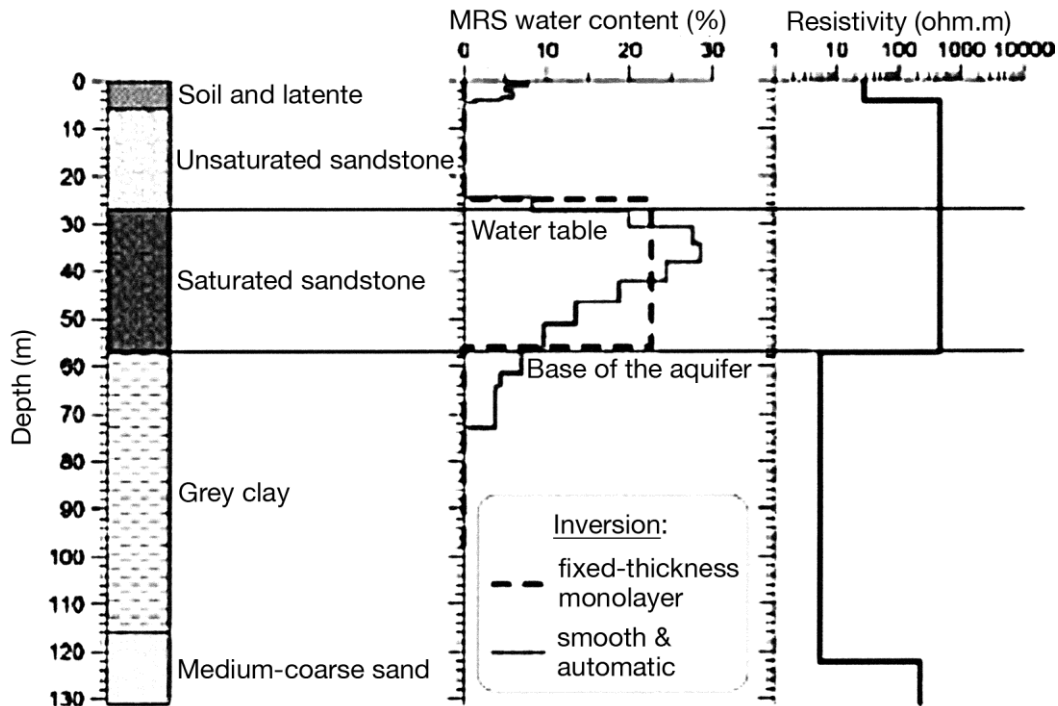 MRS water content (%)
Resistivity (ohm.m)
0 10 20 30
1 10 100 1000 10000
Depth (m)
0
10
20
30
40
50
60
70
80
90
100
110
120
130
Soil and latente
Unsaturated sandstone
Water table
Saturated sandstone
Base of the aquifer
Grey clay
Medium-coarse sand
Inversion:
fixed-thickness
monolayer
smooth &
automatic